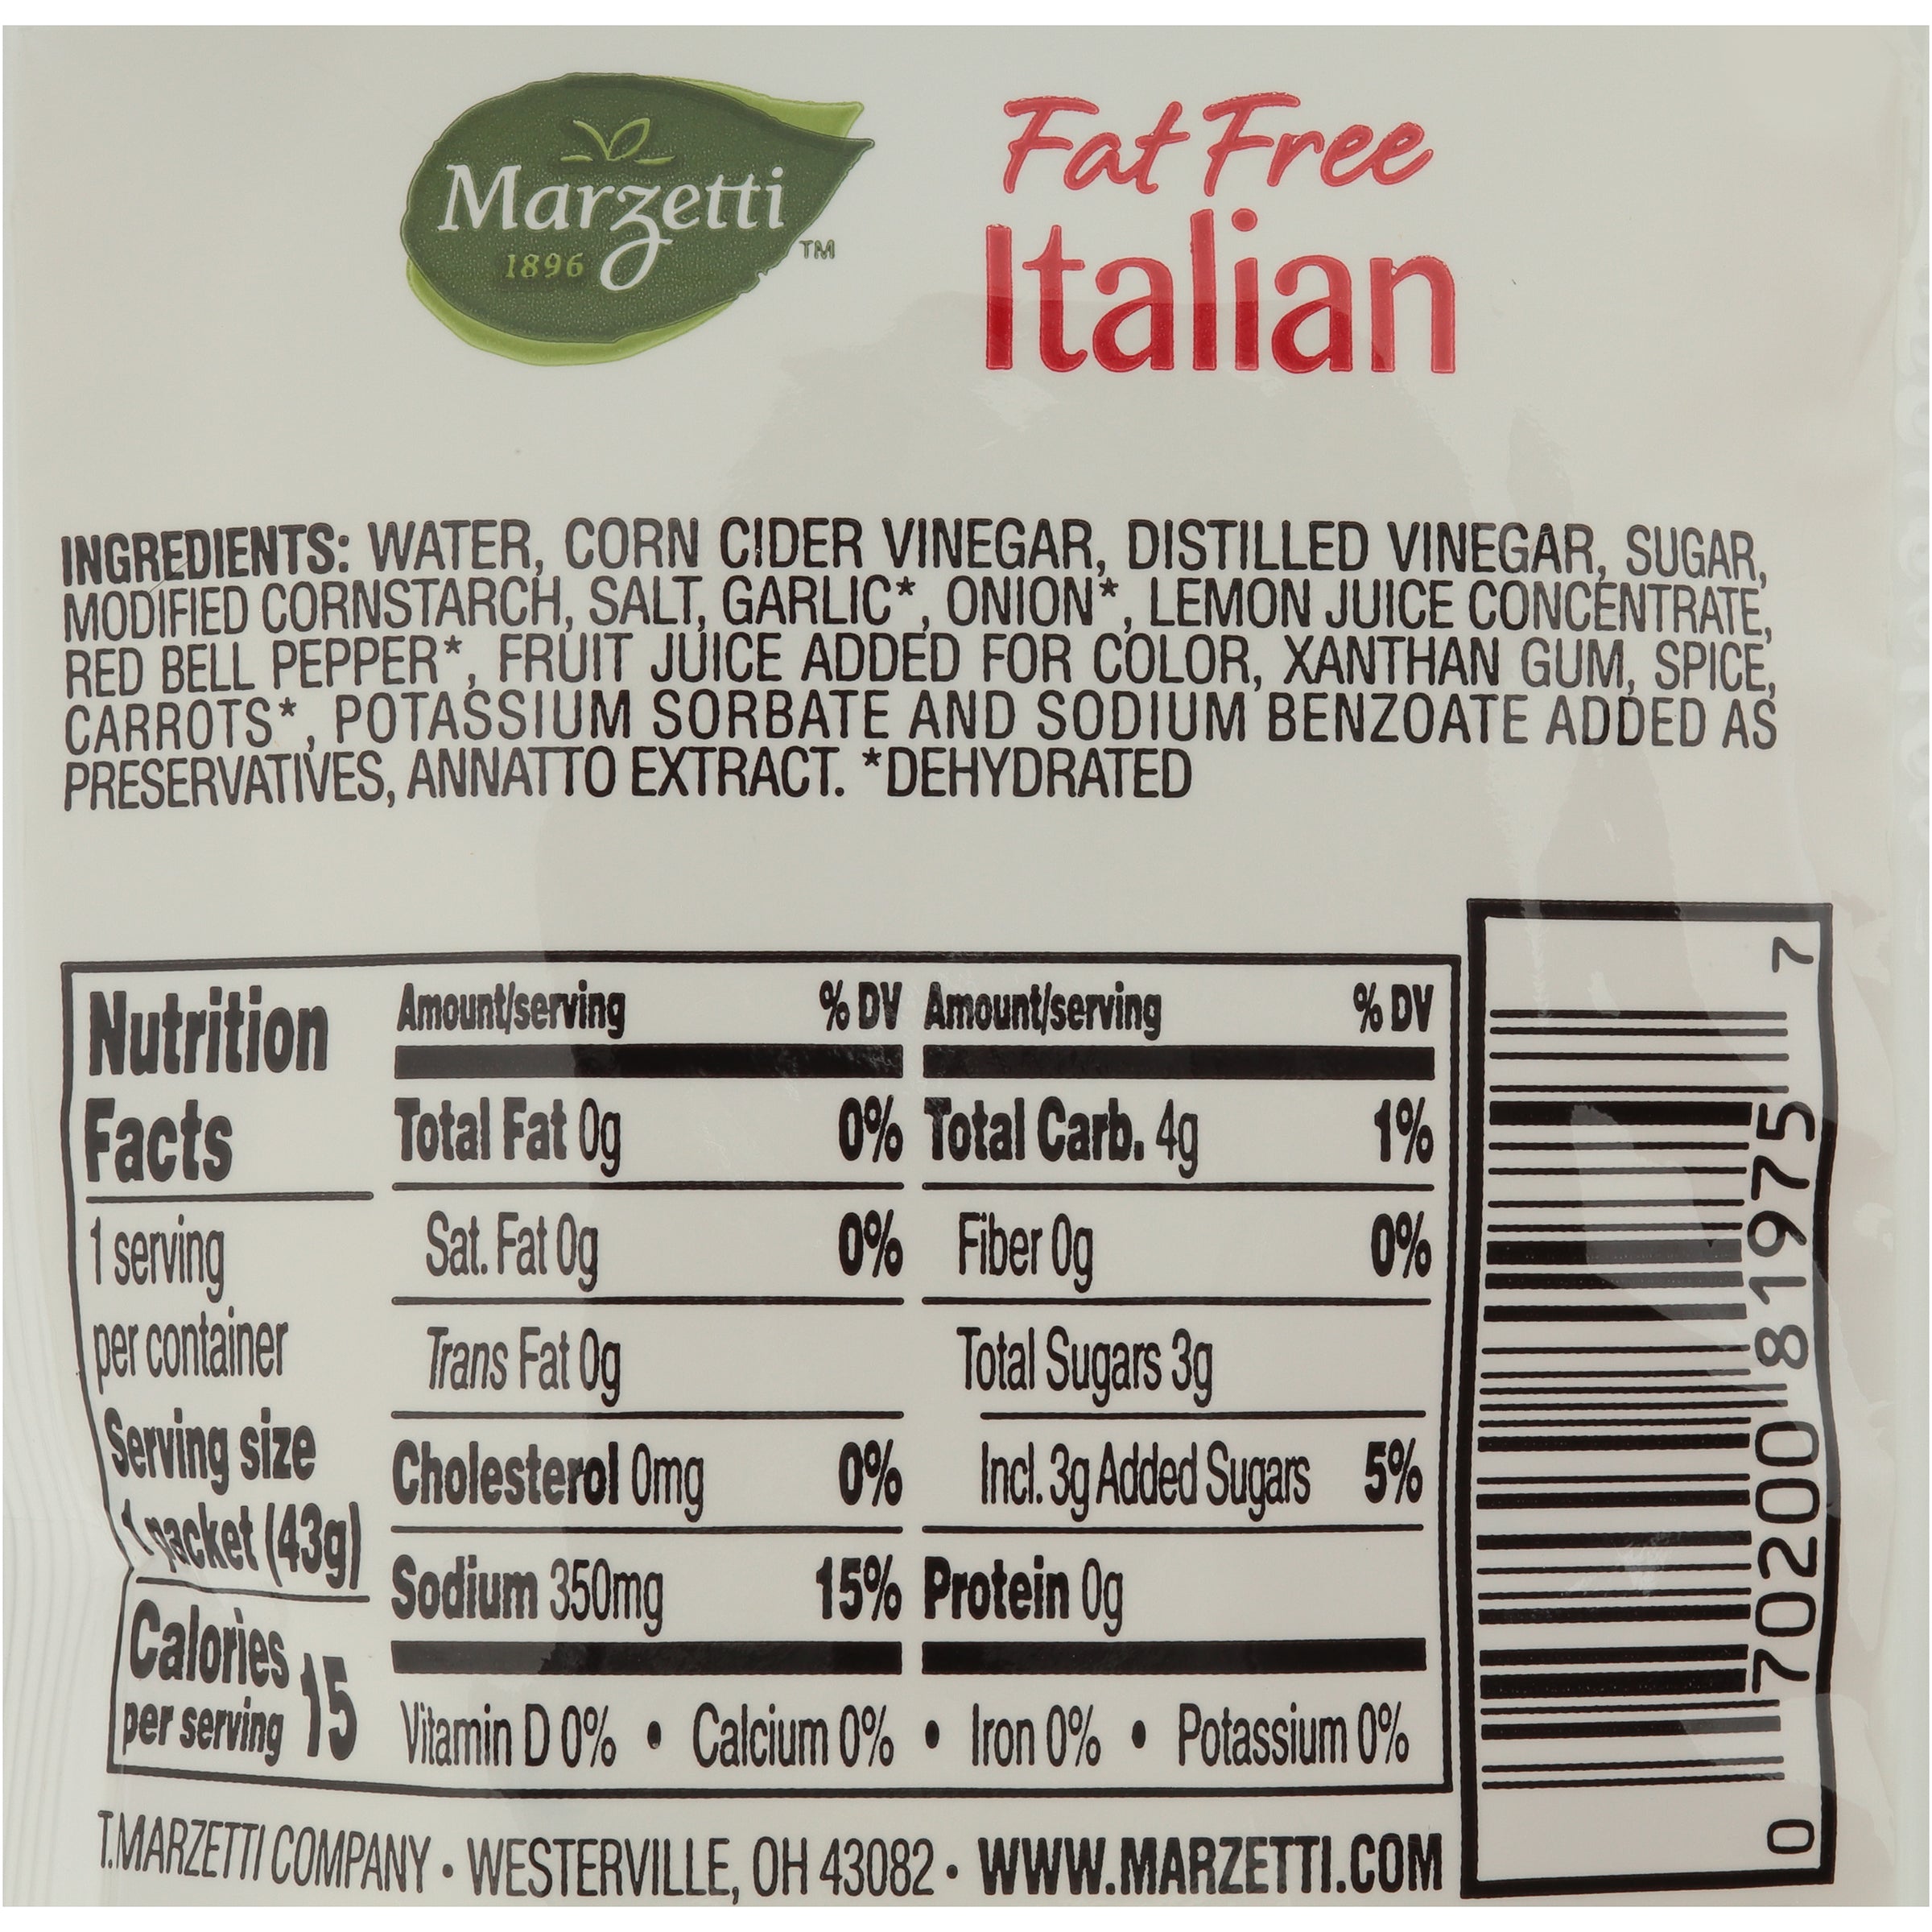 Marzetti
1896
TM
Fat Free
Italian
INGREDIENTS: WATER, CORN CIDER VINEGAR, DISTILLED VINEGAR, SUGAR,
MODIFIED CORNSTARCH, SALT, GARLIC*, ONION*, LEMON JUICE CONCENTRATE,
RED BELL PEPPER*, FRUIT JUICE ADDED FOR COLOR, XANTHAN GUM, SPICE,
CARROTS*, POTASSIUM SORBATE AND SODIUM BENZOATE ADDED AS
PRESERVATIVES, ANNATTO EXTRACT. *DEHYDRATED
Nutrition
Facts
1 serving
per container
Serving size
1 packet (43g)
Calories
per serving
15
Amount/serving % DV
Total Fat 0g 0%
Sat. Fat 0g 0%
Trans Fat 0g
Cholesterol 0mg 0%
Sodium 350mg 15%
Amount/serving % DV
Total Carb. 4g 1%
Fiber 0g 0%
Total Sugars 3g
Incl. 3g Added Sugars 5%
Protein 0g
Vitamin D 0% • Calcium 0% • Iron 0% • Potassium 0%
T.MARZETTI COMPANY • WESTERVILLE, OH 43082 • WWW.MARZETTI.COM
0 70200 81975 7